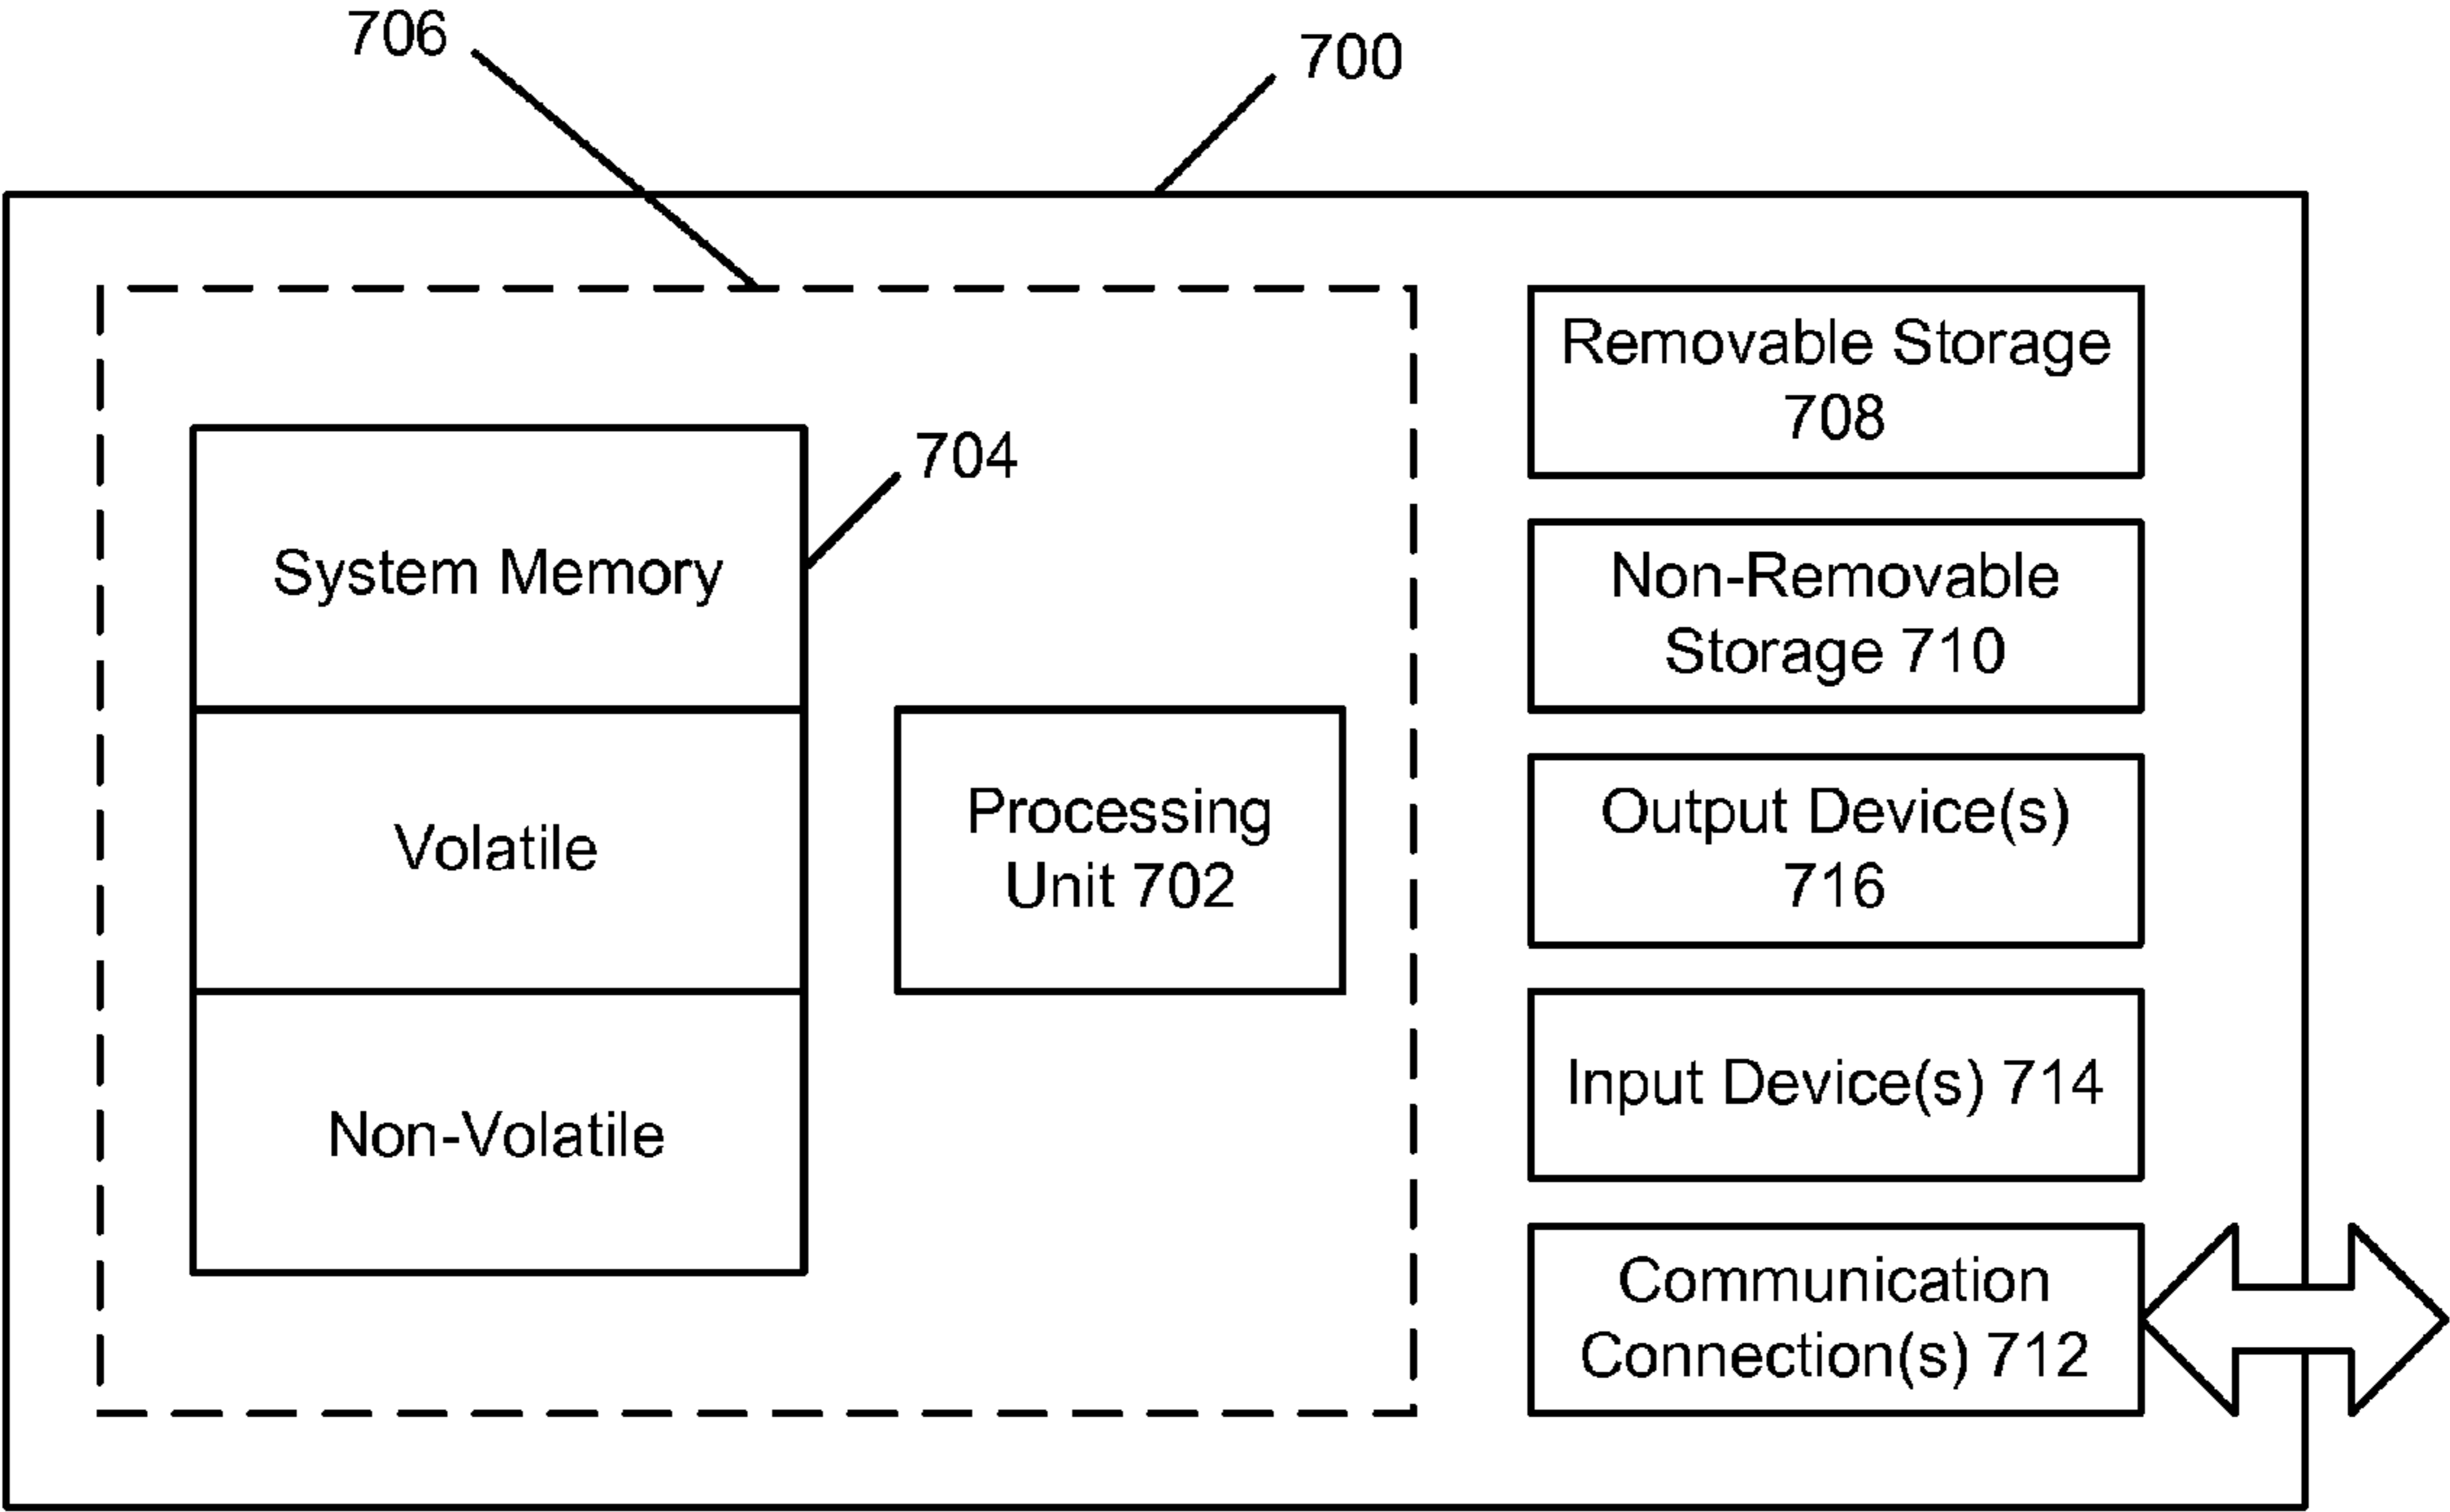 706
700
704
System Memory
Volatile
Non-Volatile
Processing
Unit 702
Removable Storage
708
Non-Removable
Storage 710
Output Device(s)
716
Input Device(s) 714
Communication
Connection(s) 712